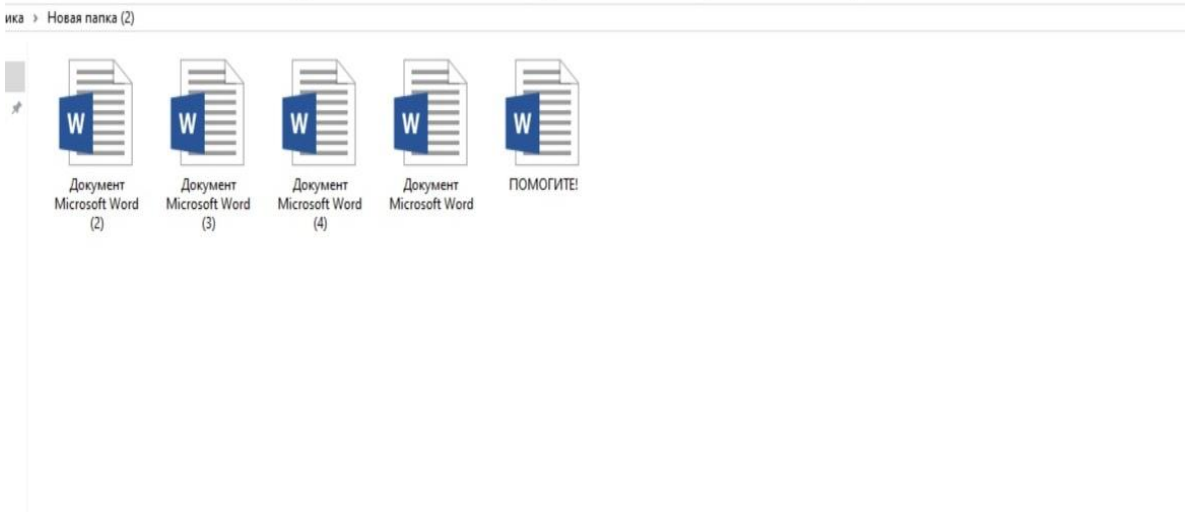 ика › Новая папка (2)
Документ
Microsoft Word
(2)
Документ
Microsoft Word
(3)
Документ
Microsoft Word
(4)
Документ
Microsoft Word
ПОМОГИТЕ!